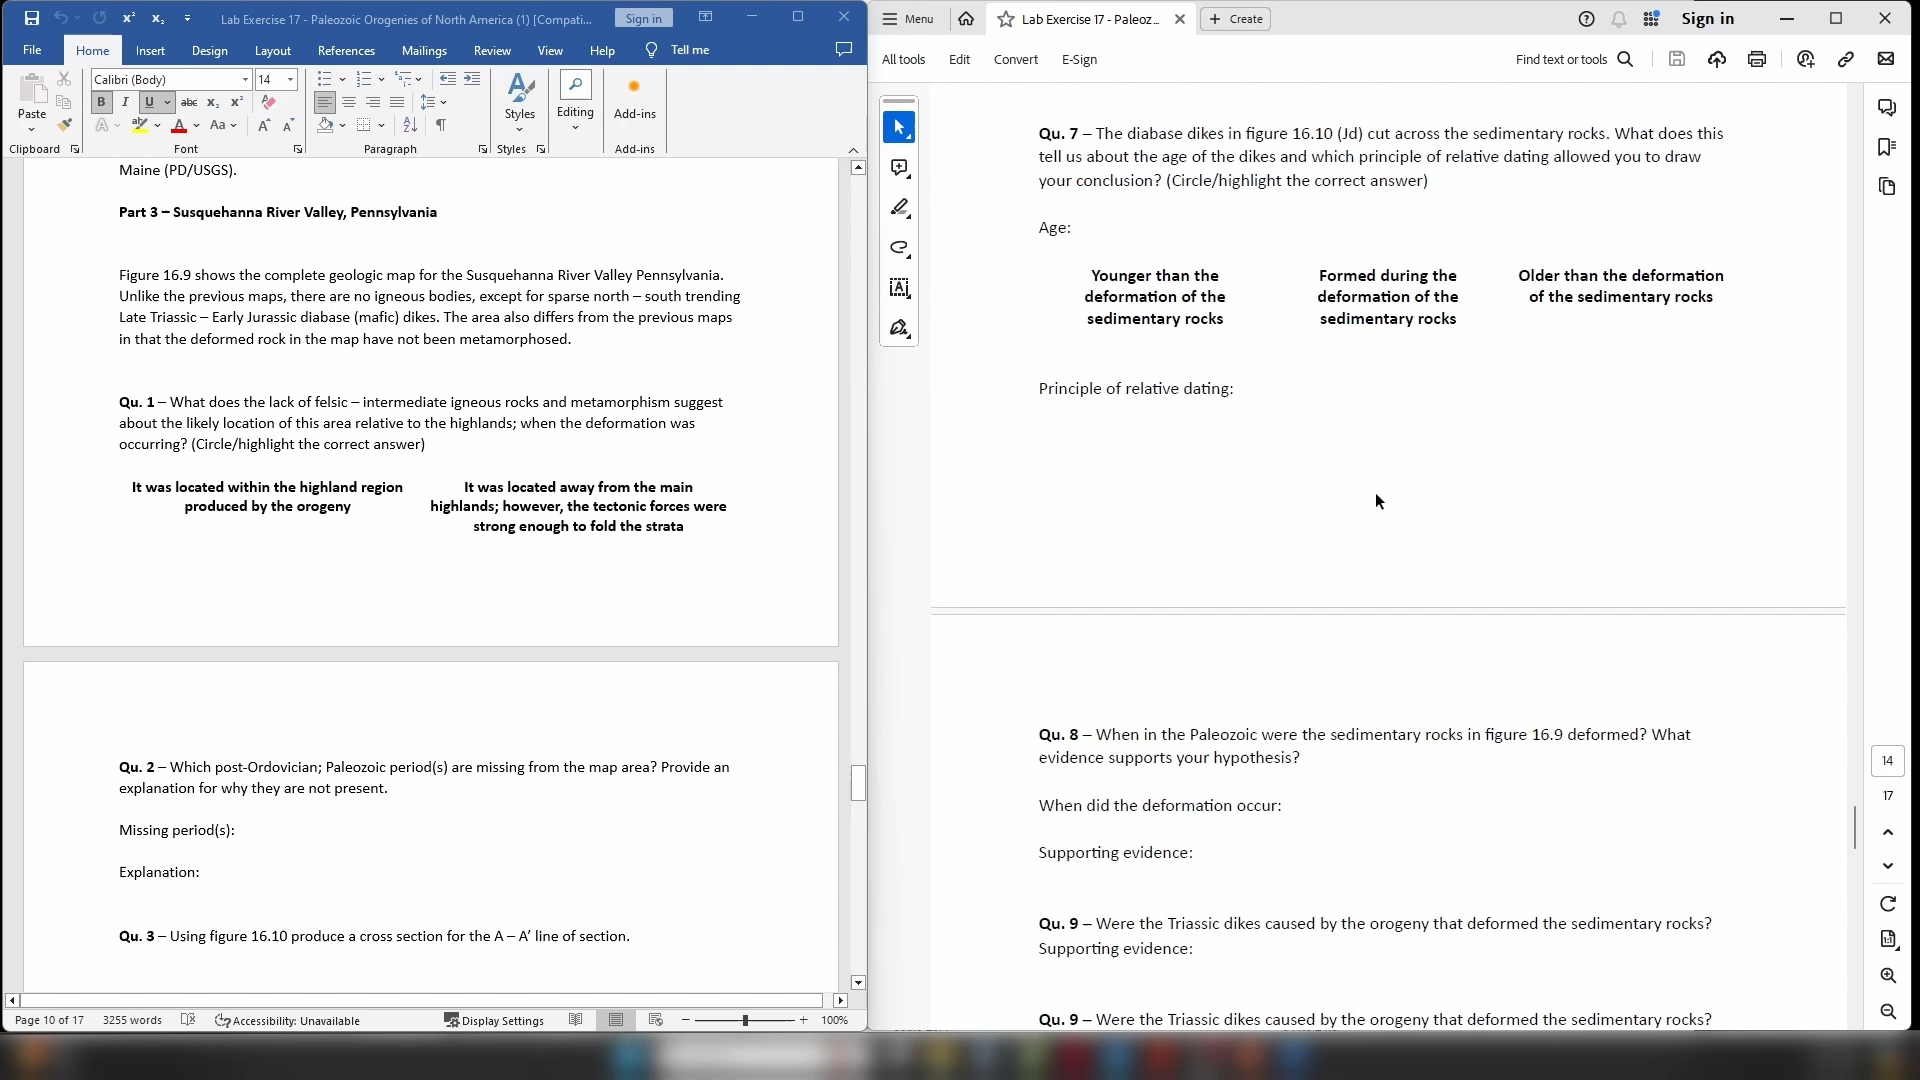 Lab Exercise 17 - Paleozoic Orogenies of North America (1) [Compati...
Sign in
File Home Insert Design Layout References Mailings Review View Help Tell me
Calibri (Body) 14
Paste
Styles
Editing
Add-ins
Clipboard Font Paragraph Styles Add-ins
Maine (PD/USGS).
Part 3 – Susquehanna River Valley, Pennsylvania
Figure 16.9 shows the complete geologic map for the Susquehanna River Valley Pennsylvania.
Unlike the previous maps, there are no igneous bodies, except for sparse north – south trending
Late Triassic – Early Jurassic diabase (mafic) dikes. The area also differs from the previous maps
in that the deformed rock in the map have not been metamorphosed.
Qu. 1 – What does the lack of felsic – intermediate igneous rocks and metamorphism suggest
about the likely location of this area relative to the highlands; when the deformation was
occurring? (Circle/highlight the correct answer)
It was located within the highland region
produced by the orogeny
It was located away from the main
highlands; however, the tectonic forces were
strong enough to fold the strata
Qu. 2 – Which post-Ordovician; Paleozoic period(s) are missing from the map area? Provide an
explanation for why they are not present.
Missing period(s):
Explanation:
Qu. 3 – Using figure 16.10 produce a cross section for the A – A’ line of section.
Page 10 of 17 3255 words Accessibility: Unavailable Display Settings 100%
Menu Lab Exercise 17 - Paleoz... Create Sign in
All tools Edit Convert E-Sign Find text or tools
Qu. 7 – The diabase dikes in figure 16.10 (Jd) cut across the sedimentary rocks. What does this
tell us about the age of the dikes and which principle of relative dating allowed you to draw
your conclusion? (Circle/highlight the correct answer)
Age:
Younger than the
deformation of the
sedimentary rocks
Formed during the
deformation of the
sedimentary rocks
Older than the deformation
of the sedimentary rocks
Principle of relative dating:
Qu. 8 – When in the Paleozoic were the sedimentary rocks in figure 16.9 deformed? What
evidence supports your hypothesis?
When did the deformation occur:
Supporting evidence:
Qu. 9 – Were the Triassic dikes caused by the orogeny that deformed the sedimentary rocks?
Supporting evidence:
Qu. 9 – Were the Triassic dikes caused by the orogeny that deformed the sedimentary rocks?
14
17